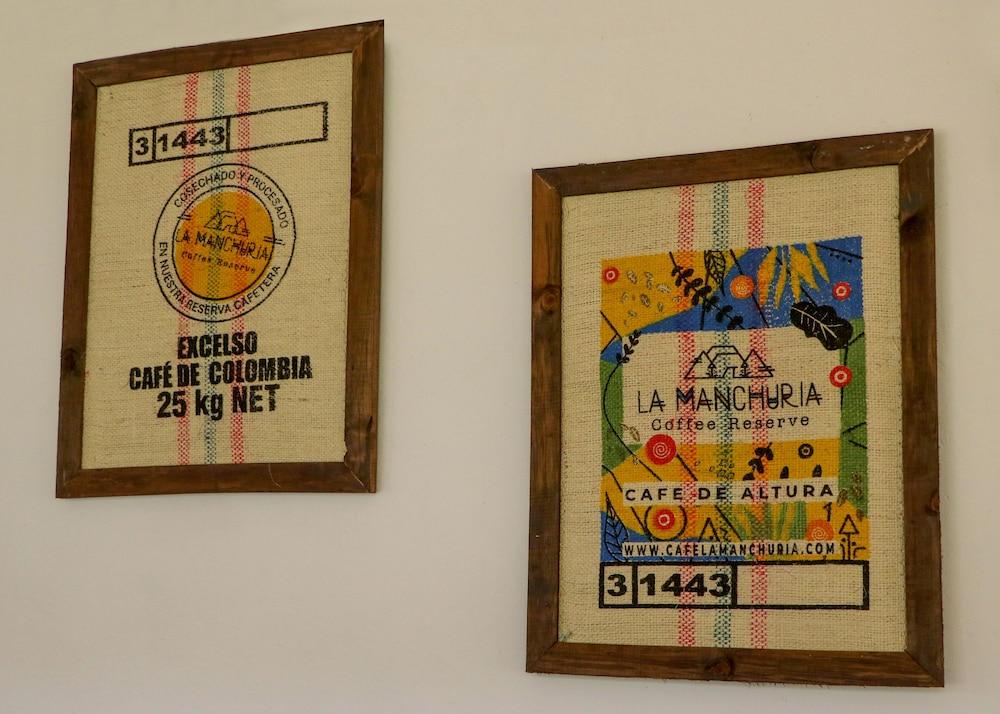 3 1443
COSECHADO Y PROCESADO
LA MANCHURIA
Coffee Reserve
EN NUESTRA RESERVA CAFETERA
EXCELSO
CAFÉ DE COLOMBIA
25 kg NET
LA MANCHURIA
Coffee Reserve
CAFE DE ALTURA
WWW.CAFELAMANCHURIA.COM
3 1443